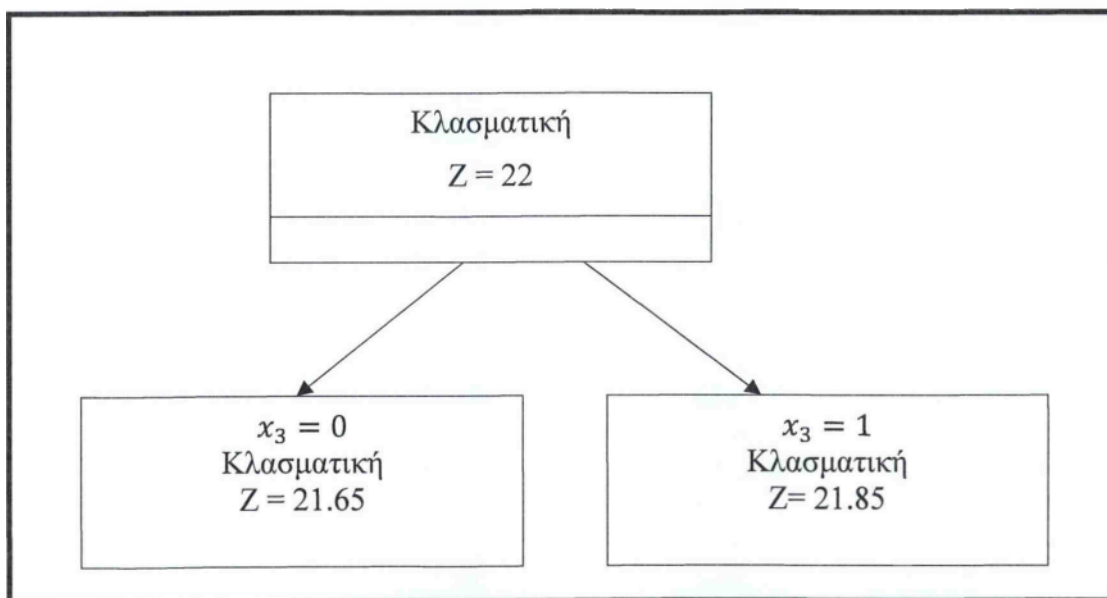 Κλασματική
Z = 22
x₃ = 0
Κλασματική
Z = 21.65
x₃ = 1
Κλασματική
Z= 21.85